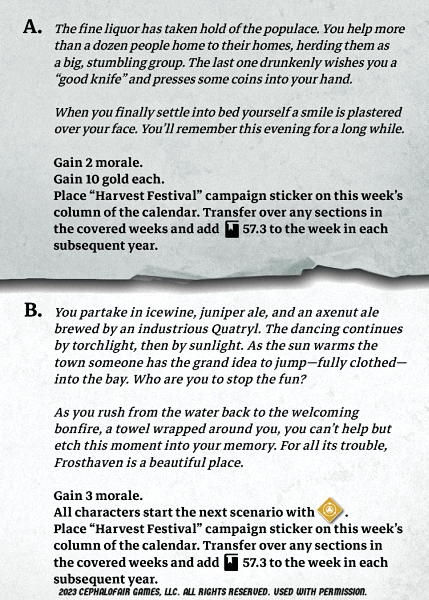 A. The fine liquor has taken hold of the populace. You help more
than a dozen people home to their homes, herding them as
a big, stumbling group. The last one drunkenly wishes you a
“good knife” and presses some coins into your hand.
When you finally settle into bed yourself a smile is plastered
over your face. You’ll remember this evening for a long while.
Gain 2 morale.
Gain 10 gold each.
Place “Harvest Festival” campaign sticker on this week’s
column of the calendar. Transfer over any sections in
the covered weeks and add 57.3 to the week in each
subsequent year.
B. You partake in icewine, juniper ale, and an axenut ale
brewed by an industrious Quatryl. The dancing continues
by torchlight, then by sunlight. As the sun warms the
town someone has the grand idea to jump—fully clothed—
into the bay. Who are you to stop the fun?
As you rush from the water back to the welcoming
bonfire, a towel wrapped around you, you can’t help but
etch this moment into your memory. For all its trouble,
Frosthaven is a beautiful place.
Gain 3 morale.
All characters start the next scenario with .
Place “Harvest Festival” campaign sticker on this week’s
column of the calendar. Transfer over any sections in
the covered weeks and add 57.3 to the week in each
subsequent year.
2023 CEPHALOFAIR GAMES, LLC. ALL RIGHTS RESERVED. USED WITH PERMISSION.